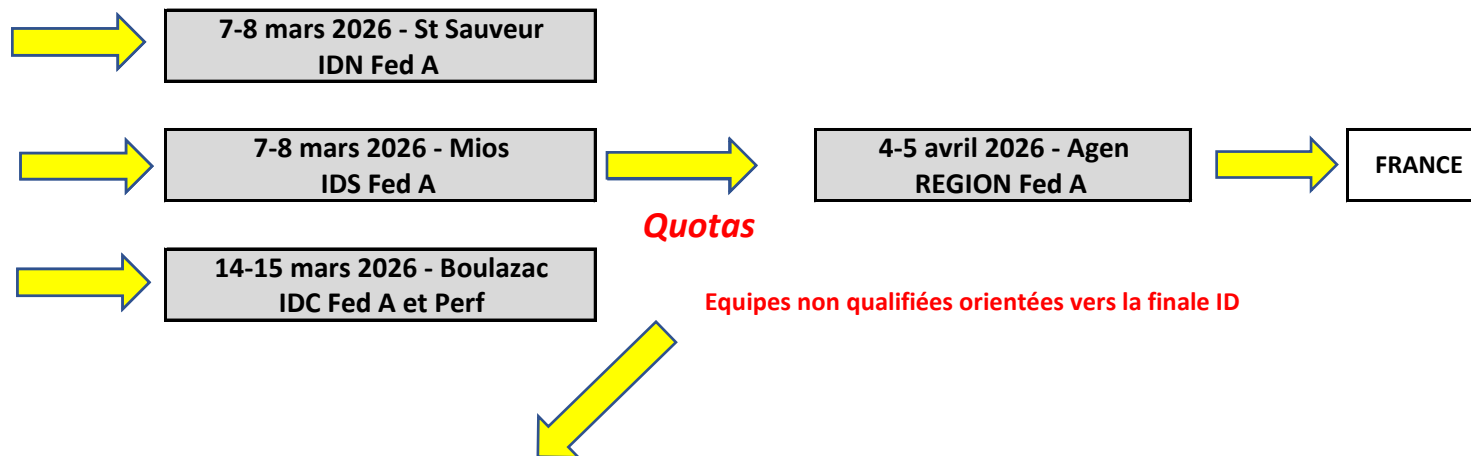 7-8 mars 2026 - St Sauveur
IDN Fed A
7-8 mars 2026 - Mios
IDS Fed A
4-5 avril 2026 - Agen
REGION Fed A
FRANCE
Quotas
14-15 mars 2026 - Boulazac
IDC Fed A et Perf
Equipes non qualifiées orientées vers la finale ID